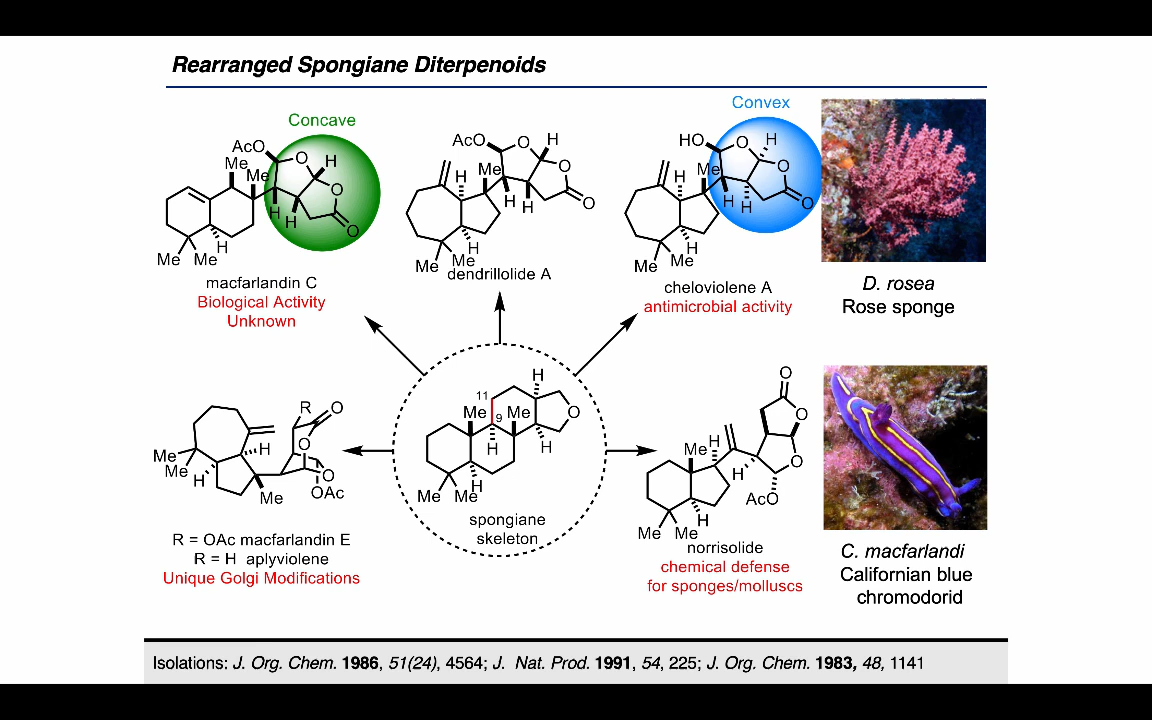 Rearranged Spongiane Diterpenoids
Concave
AcO
O
H
Me
Me
O
H
H
O
H
Me
Me
macfarlandin C
Biological Activity
Unknown
AcO
O
H
O
Me
H
H
H
O
H
Me
Me
dendrillolide A
Convex
HO
O
H
O
Me
H
H
H
O
H
Me
Me
cheloviolene A
antimicrobial activity
D. rosea
Rose sponge
R
O
O
H
Me
Me
H
O
OAc
Me
R = OAc macfarlandin E
R = H aplyviolene
Unique Golgi Modifications
H
11
Me
9
Me
O
H
H
H
Me
Me
spongiane
skeleton
O
O
Me
H
H
O
AcO
H
Me
Me
norrisolide
chemical defense
for sponges/molluscs
C. macfarlandi
Californian blue
chromodorid
Isolations: J. Org. Chem. 1986, 51(24), 4564; J. Nat. Prod. 1991, 54, 225; J. Org. Chem. 1983, 48, 1141